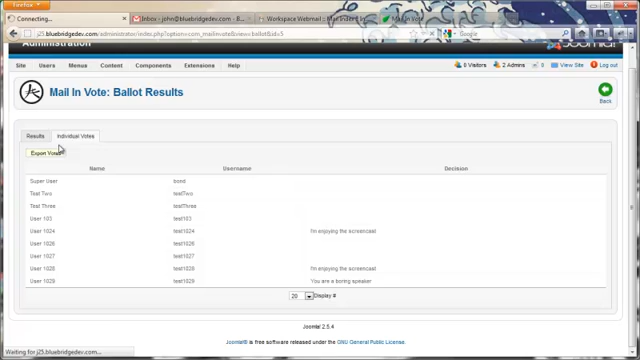 Firefox
Connecting...
Inbox - john@bluebridgedev.com - B...
Workspace Webmail :: Mail Index :: In...
Mail In Vote
j25.bluebridgedev.com/administrator/index.php?option=com_mailinvote&view=ballot&id=5
Google
Administration
Joomla!
Site Users Menus Content Components Extensions Help
0 Visitors 2 Admins 0 View Site Log out
Mail In Vote: Ballot Results
Back
Results Individual Votes
Export Votes
Name Username Decision
Super User bond
Test Two testTwo
Test Three testThree
User 103 test103
User 1024 test1024 I'm enjoying the screencast
User 1026 test1026
User 1027 test1027
User 1028 test1028 I'm enjoying the screencast
User 1029 test1029 You are a boring speaker
20 Display #
Joomla! 2.5.4
Joomla! is free software released under the GNU General Public License.
Waiting for j25.bluebridgedev.com...